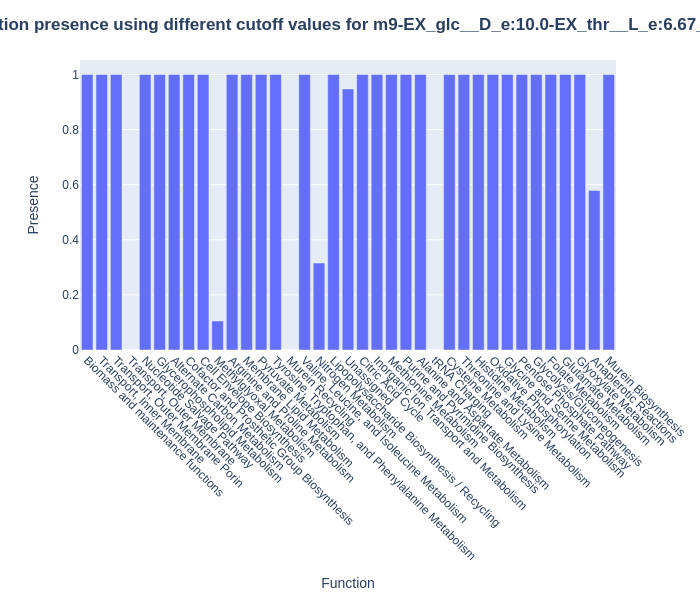 tion presence using different cutoff values for m9-EX_glc__D_e:10.0-EX_thr__L_e:6.67_
1
0.8
0.6
0.4
0.2
0
Presence
Biomass and maintenance functions
Transport, Inner Membrane
Transport, Outer Membrane
Transport, Outer Membrane Porin
Nucleotide Salvage Pathway
Glycerophospholipid Metabolism
Alternate Carbon Metabolism
Cofactor and Prosthetic Group Biosynthesis
Cell Envelope Biosynthesis
Methylglyoxal Metabolism
Arginine and Proline Metabolism
Membrane Lipid Metabolism
Pyruvate Metabolism
Tyrosine, Tryptophan, and Phenylalanine Metabolism
Murein Recycling
Valine, Leucine, and Isoleucine Metabolism
Nitrogen Metabolism
Lipopolysaccharide Biosynthesis / Recycling
Unassigned
Citric Acid Cycle
Inorganic Ion Transport and Metabolism
Methionine Metabolism
Purine and Pyrimidine Biosynthesis
Alanine and Aspartate Metabolism
tRNA Charging
Cysteine Metabolism
Threonine and Lysine Metabolism
Histidine Metabolism
Oxidative Phosphorylation
Glycine and Serine Metabolism
Pentose Phosphate Pathway
Glycolysis/Gluconeogenesis
Folate Metabolism
Glutamate Metabolism
Glyoxylate Metabolism
Anaplerotic Reactions
Murein Biosynthesis
Function